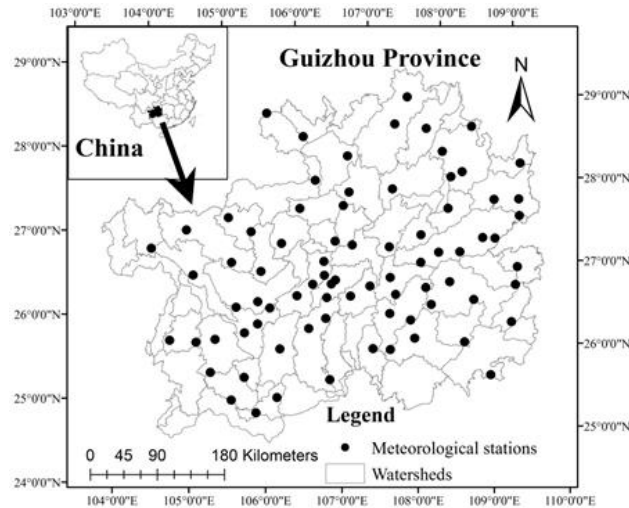 103°0'0"E 104°0'0"E 105°0'0"E 106°0'0"E 107°0'0"E 108°0'0"E 109°0'0"E
Guizhou Province
N
China
29°0'0"N
28°0'0"N
27°0'0"N
26°0'0"N
25°0'0"N
24°0'0"N
29°0'0"N
28°0'0"N
27°0'0"N
26°0'0"N
25°0'0"N
Legend
Meteorological stations
Watersheds
0 45 90 180 Kilometers
104°0'0"E 105°0'0"E 106°0'0"E 107°0'0"E 108°0'0"E 109°0'0"E 110°0'0"E